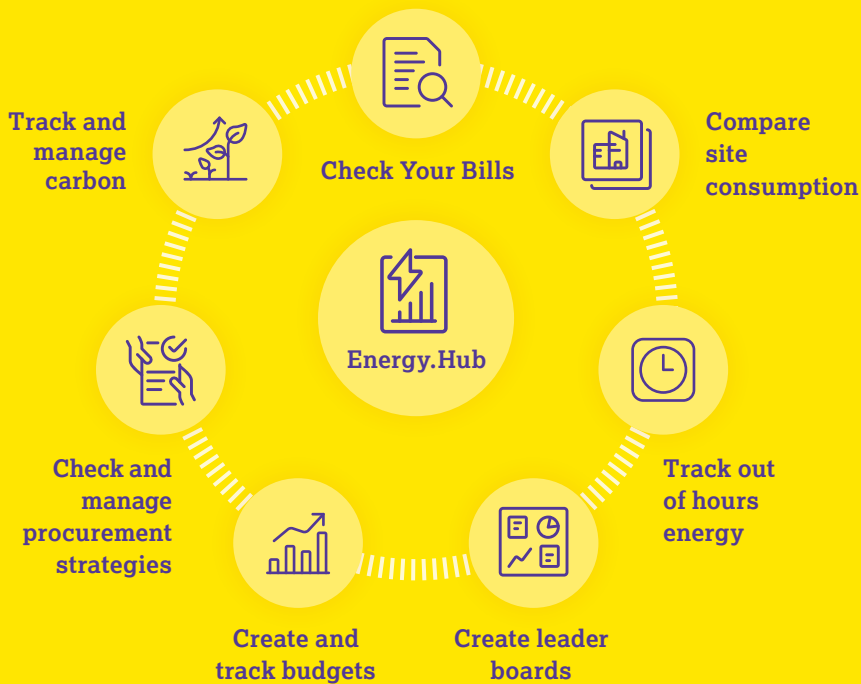 Check Your Bills
Compare
site
consumption
Track out
of hours
energy
Create leader
boards
Create and
track budgets
Check and
manage
procurement
strategies
Track and
manage
carbon
Energy.Hub